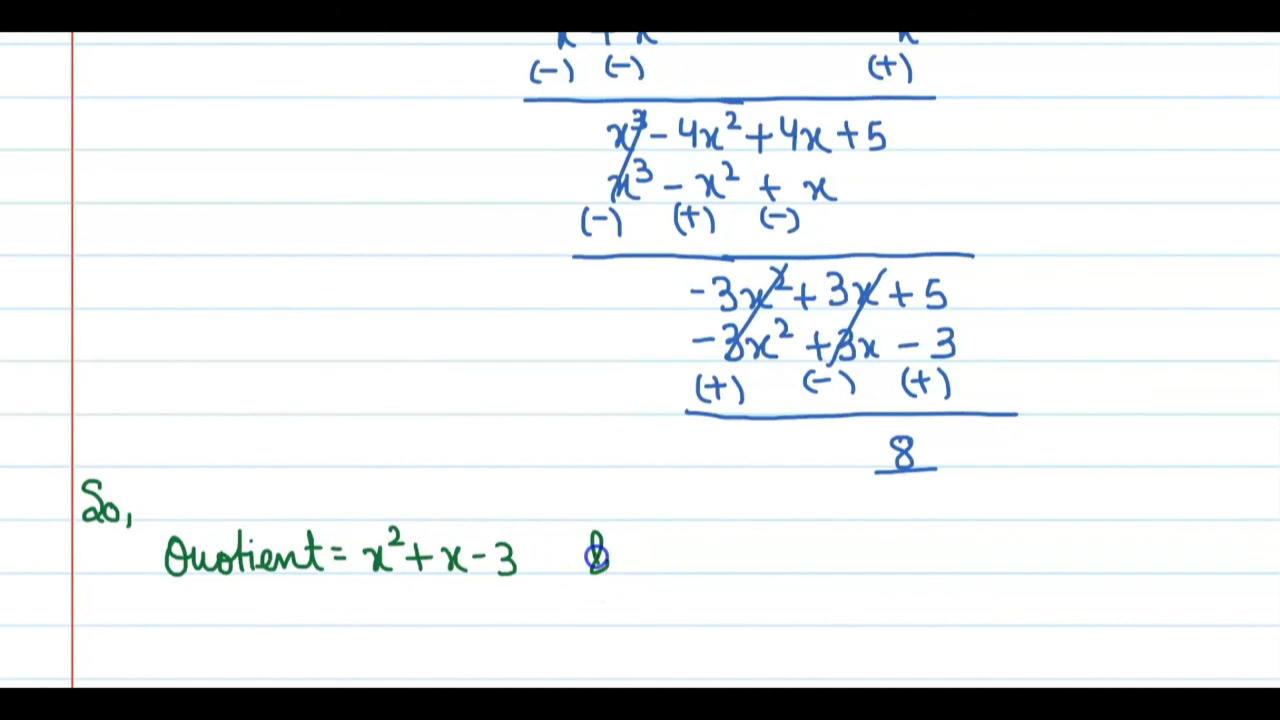 (-) (-) (+)
x³ - 4x² + 4x + 5
x³ - x² + x
(-) (+) (-)
-3x² + 3x + 5
-3x² + 3x - 3
(+) (-) (+)
8
So,
Quotient = x² + x - 3